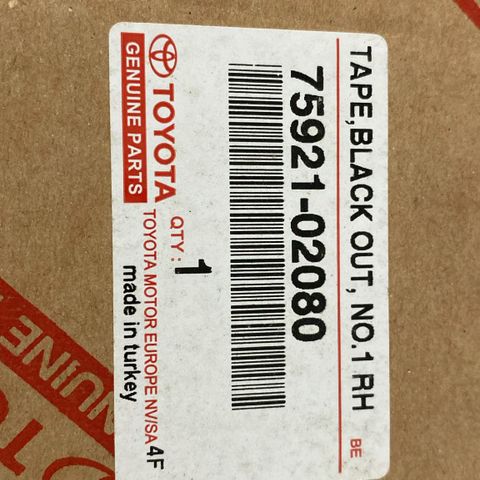 TAPE,BLACK OUT, NO.1 RH
BE
75921-02080
TOYOTA
GENUINE PARTS
QTY: 1
TOYOTA MOTOR EUROPE NV/SA 4F
made in turkey